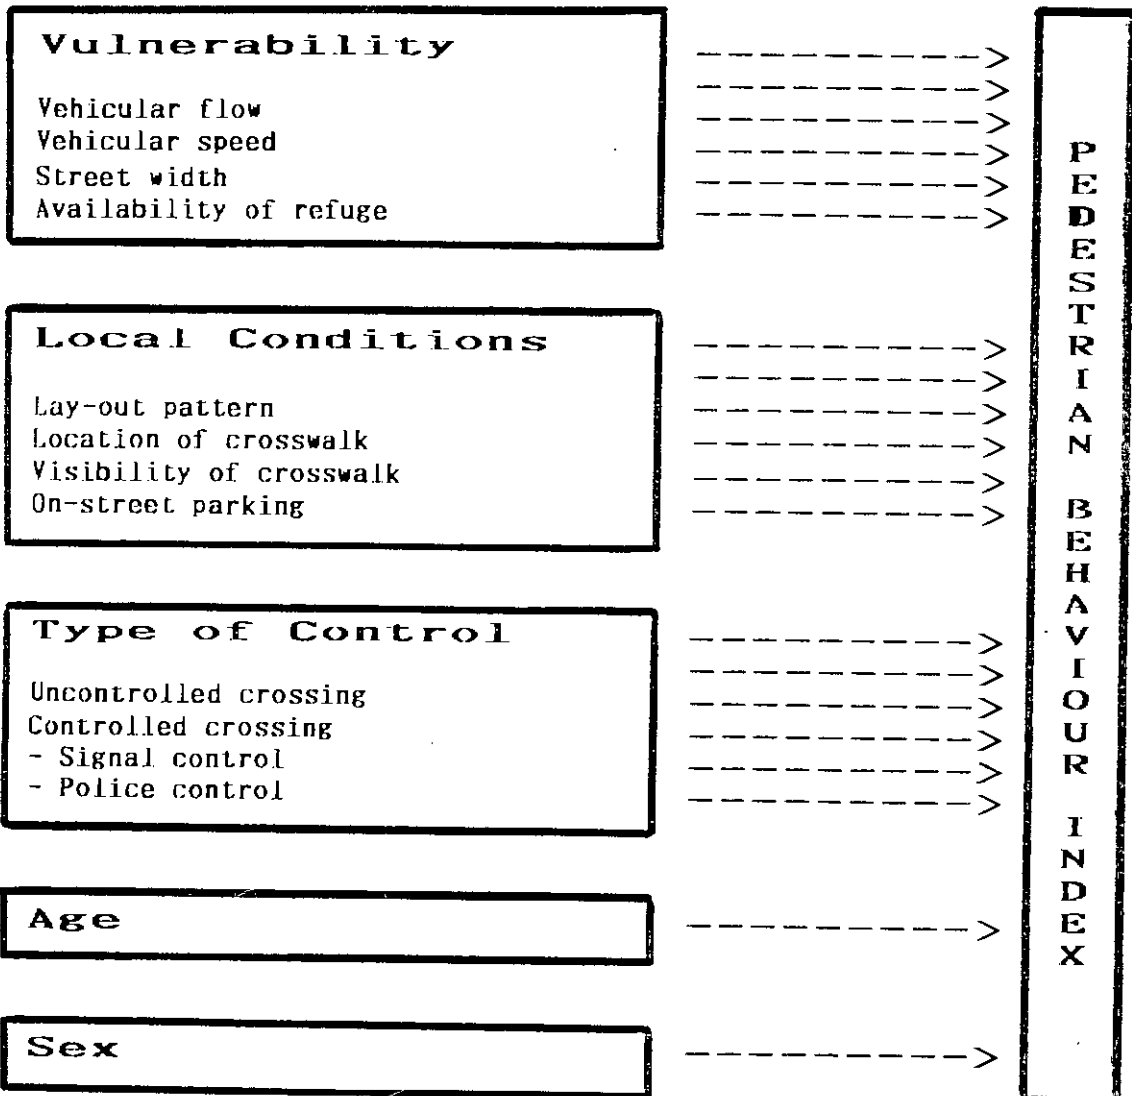 Vulnerability
Vehicular flow
Vehicular speed
Street width
Availability of refuge
Local Conditions
Lay-out pattern
Location of crosswalk
Visibility of crosswalk
On-street parking
Type of Control
Uncontrolled crossing
Controlled crossing
- Signal control
- Police control
Age
Sex
PEDESTRIAN BEHAVIOUR INDEX